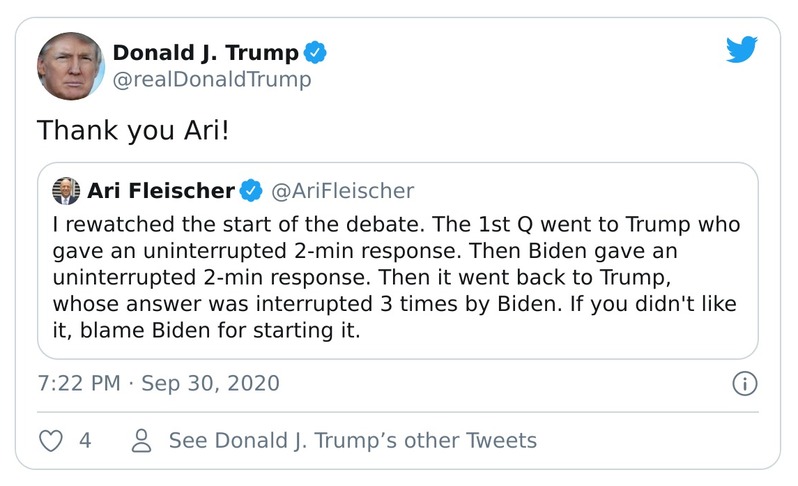 Donald J. Trump
@realDonaldTrump
Thank you Ari!
Ari Fleischer @AriFleischer
I rewatched the start of the debate. The 1st Q went to Trump who
gave an uninterrupted 2-min response. Then Biden gave an
uninterrupted 2-min response. Then it went back to Trump,
whose answer was interrupted 3 times by Biden. If you didn't like
it, blame Biden for starting it.
7:22 PM · Sep 30, 2020
4 See Donald J. Trump’s other Tweets